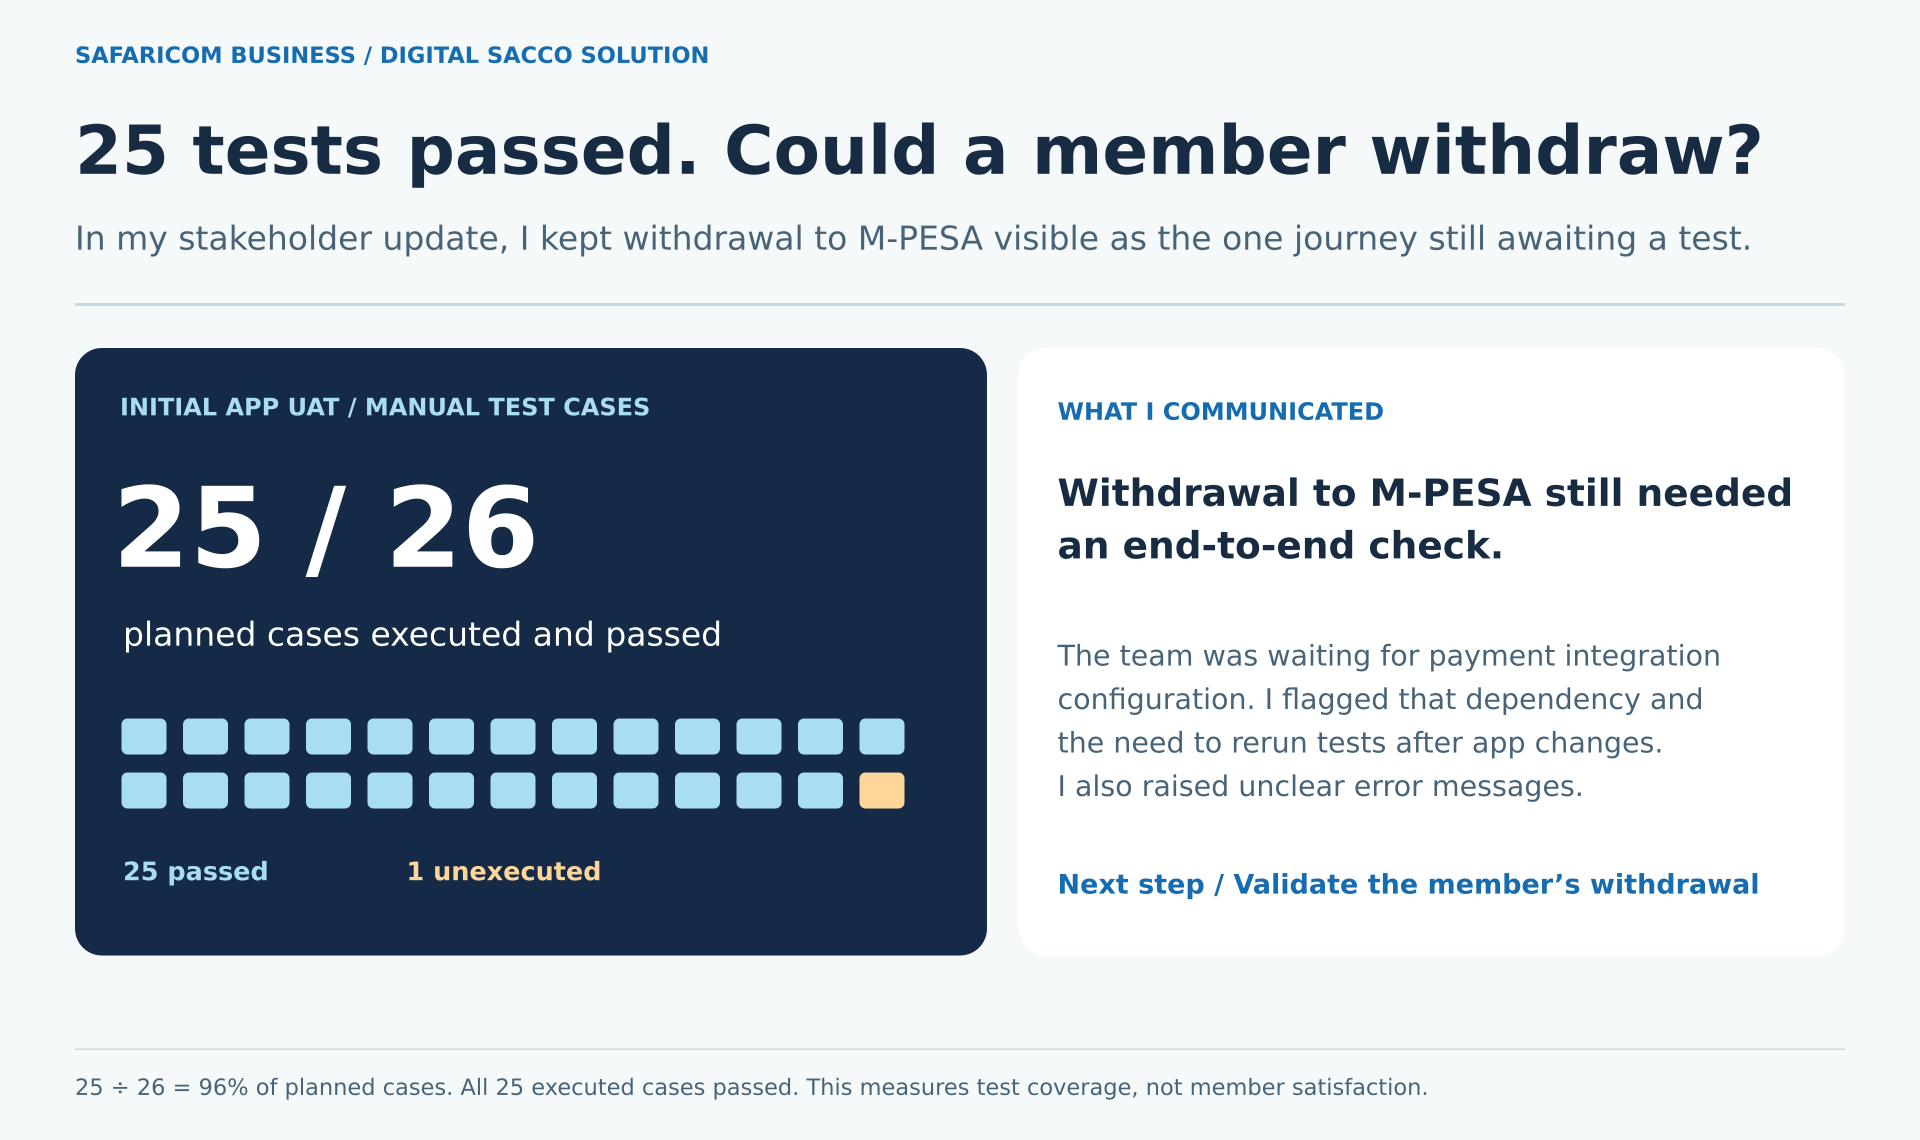 SAFARICOM BUSINESS / DIGITAL SACCO SOLUTION
25 tests passed. Could a member withdraw?
In my stakeholder update, I kept withdrawal to M-PESA visible as the one journey still awaiting a test.
INITIAL APP UAT / MANUAL TEST CASES
25 / 26
planned cases executed and passed
25 passed
1 unexecuted
WHAT I COMMUNICATED
Withdrawal to M-PESA still needed
an end-to-end check.
The team was waiting for payment integration
configuration. I flagged that dependency and
the need to rerun tests after app changes.
I also raised unclear error messages.
Next step / Validate the member’s withdrawal
25 ÷ 26 = 96% of planned cases. All 25 executed cases passed. This measures test coverage, not member satisfaction.